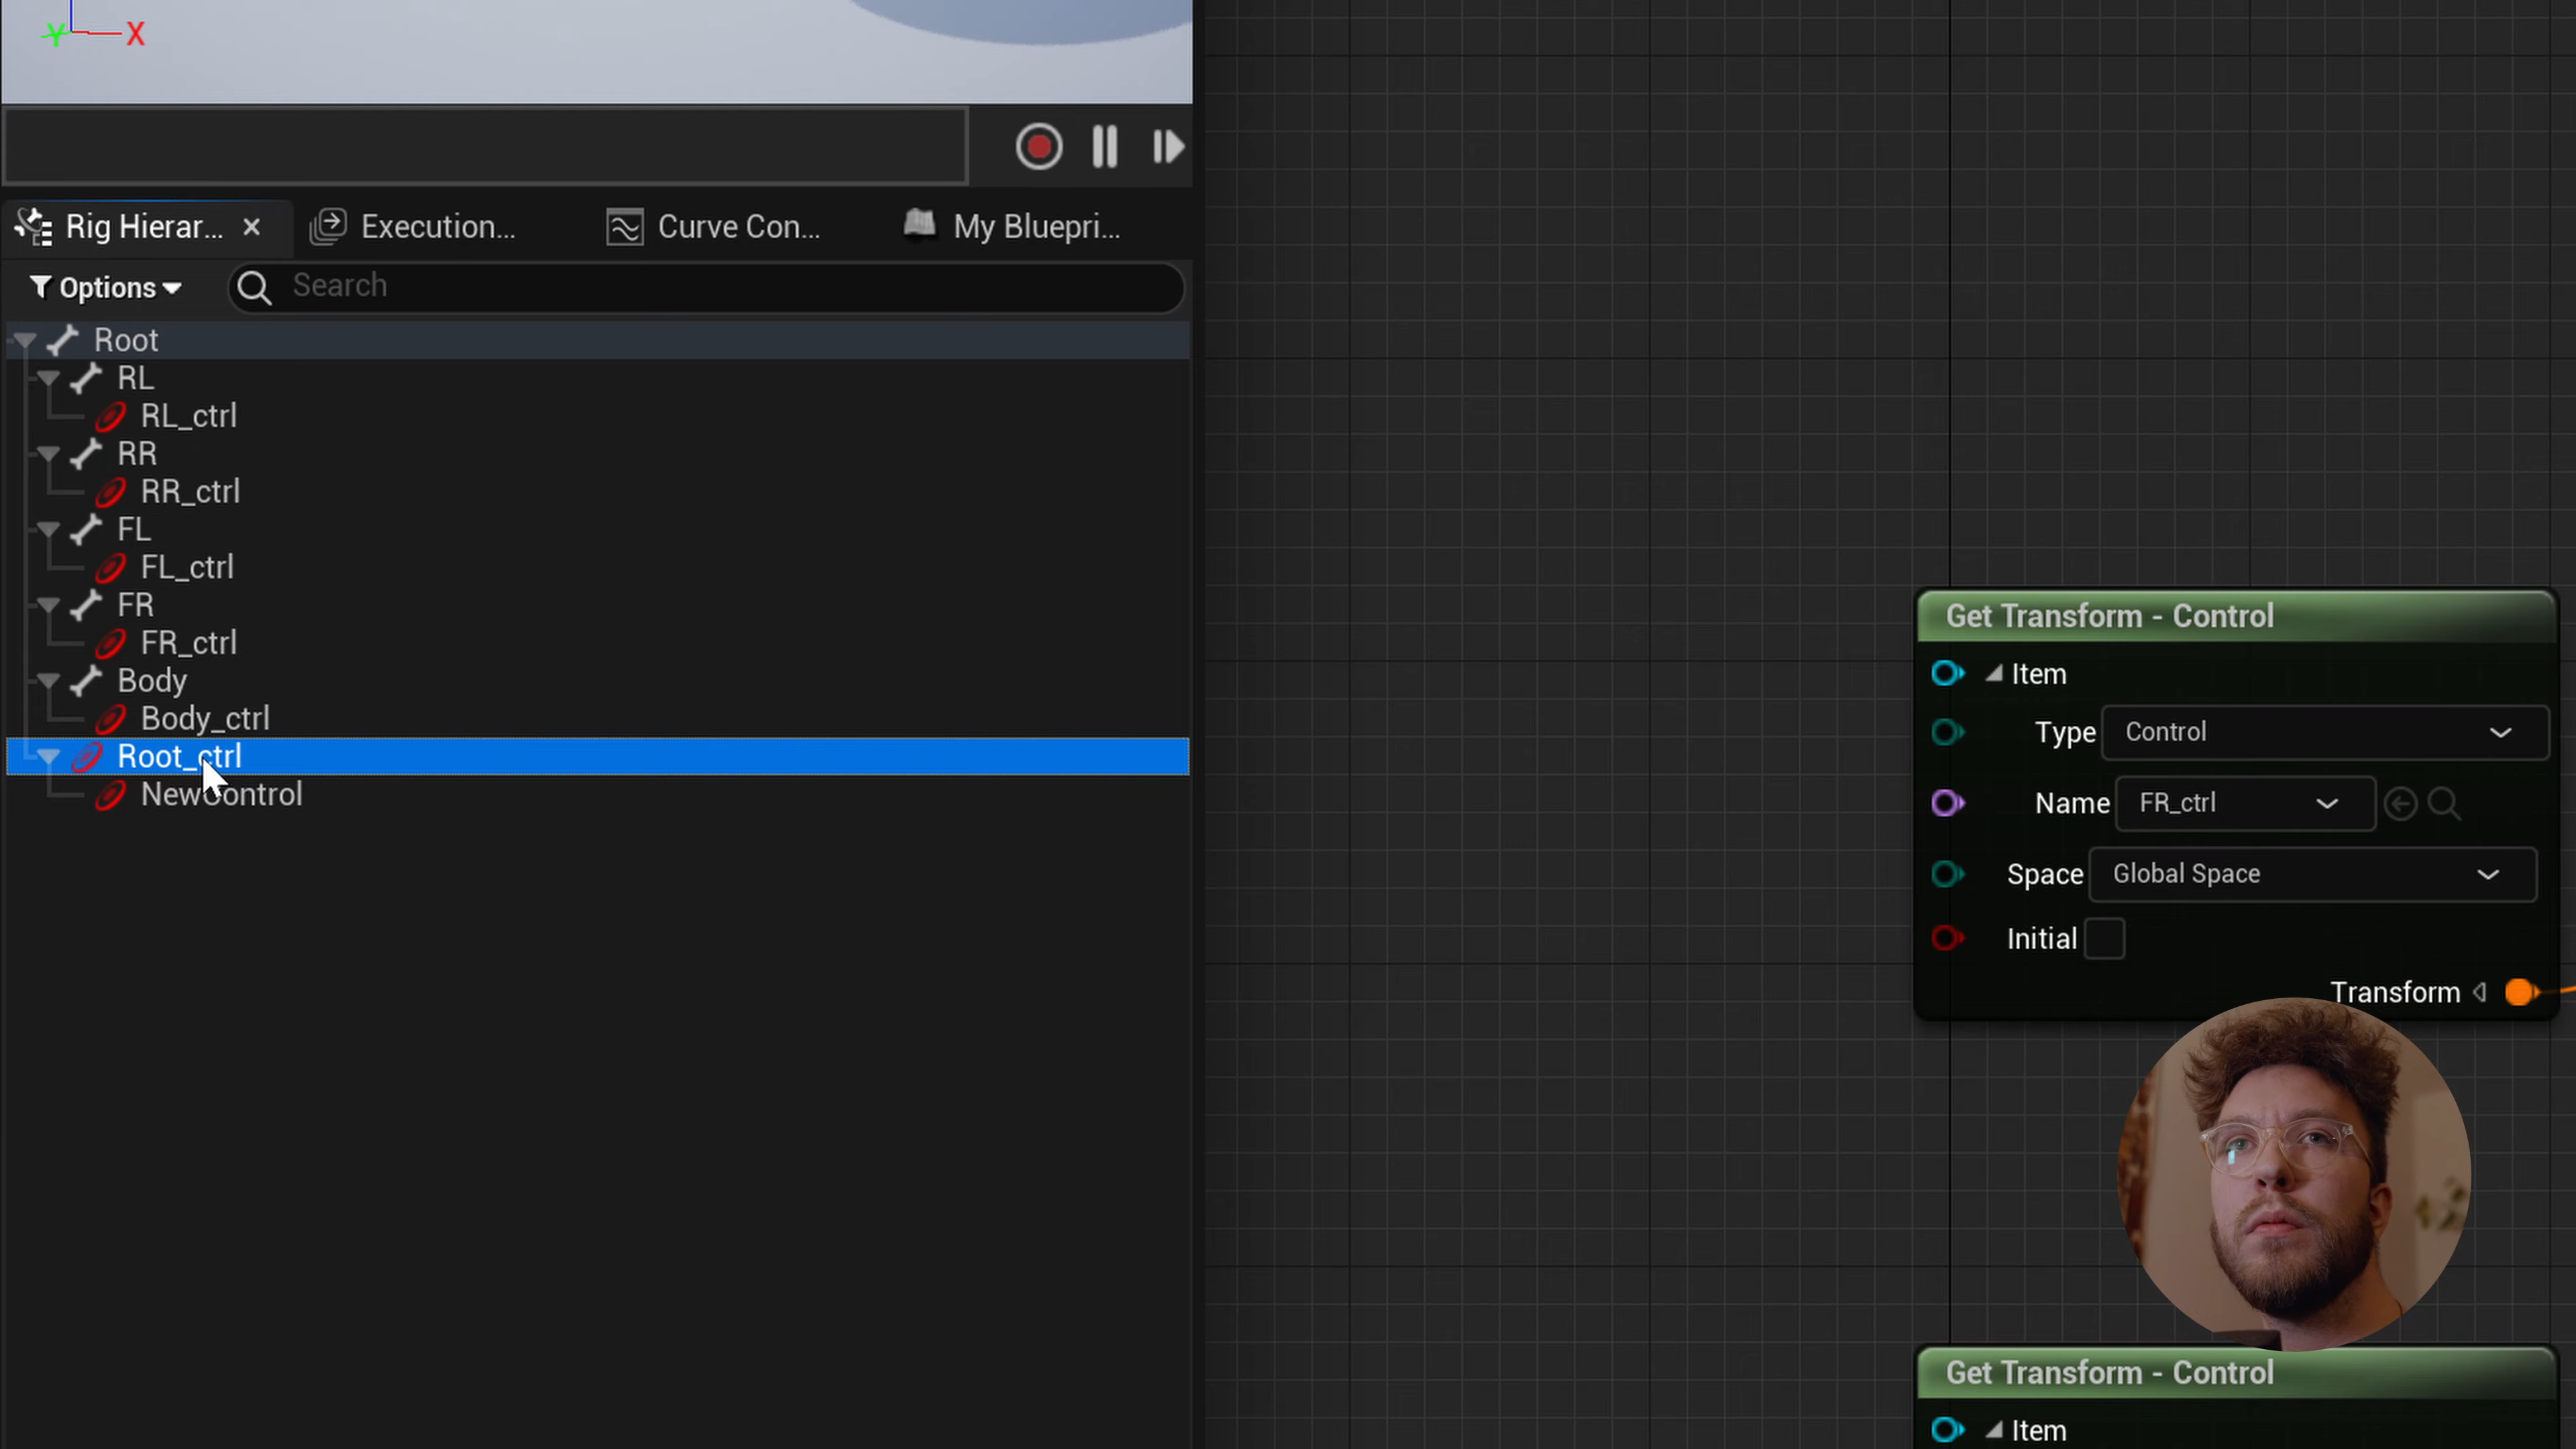 Y X
Rig Hierar...
Execution...
Curve Con...
My Bluepri...
Options
Search
Root
RL
RL_ctrl
RR
RR_ctrl
FL
FL_ctrl
FR
FR_ctrl
Body
Body_ctrl
Root_ctrl
NewControl
Get Transform - Control
Item
Type Control
Name FR_ctrl
Space Global Space
Initial
Transform
Get Transform - Control
Item